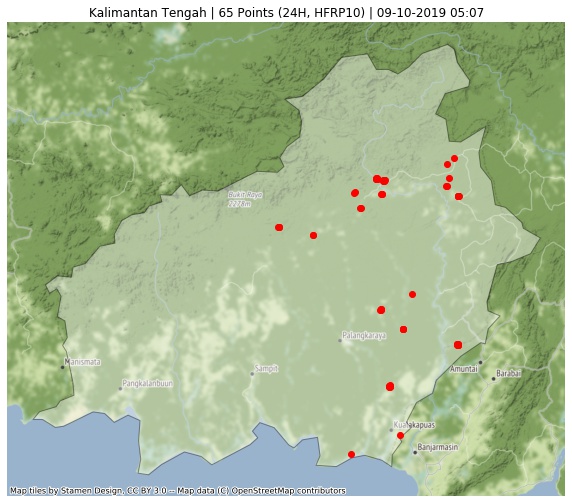 Kalimantan Tengah | 65 Points (24H, HFRP10) | 09-10-2019 05:07
Bukit Raya
2278m
Palangkaraya
Manismata
Sampit
Amuntai
Barabai
Pangkalanbuun
Kualakapuas
Banjarmasin
Map tiles by Stamen Design, CC BY 3.0 -- Map data (C) OpenStreetMap contributors